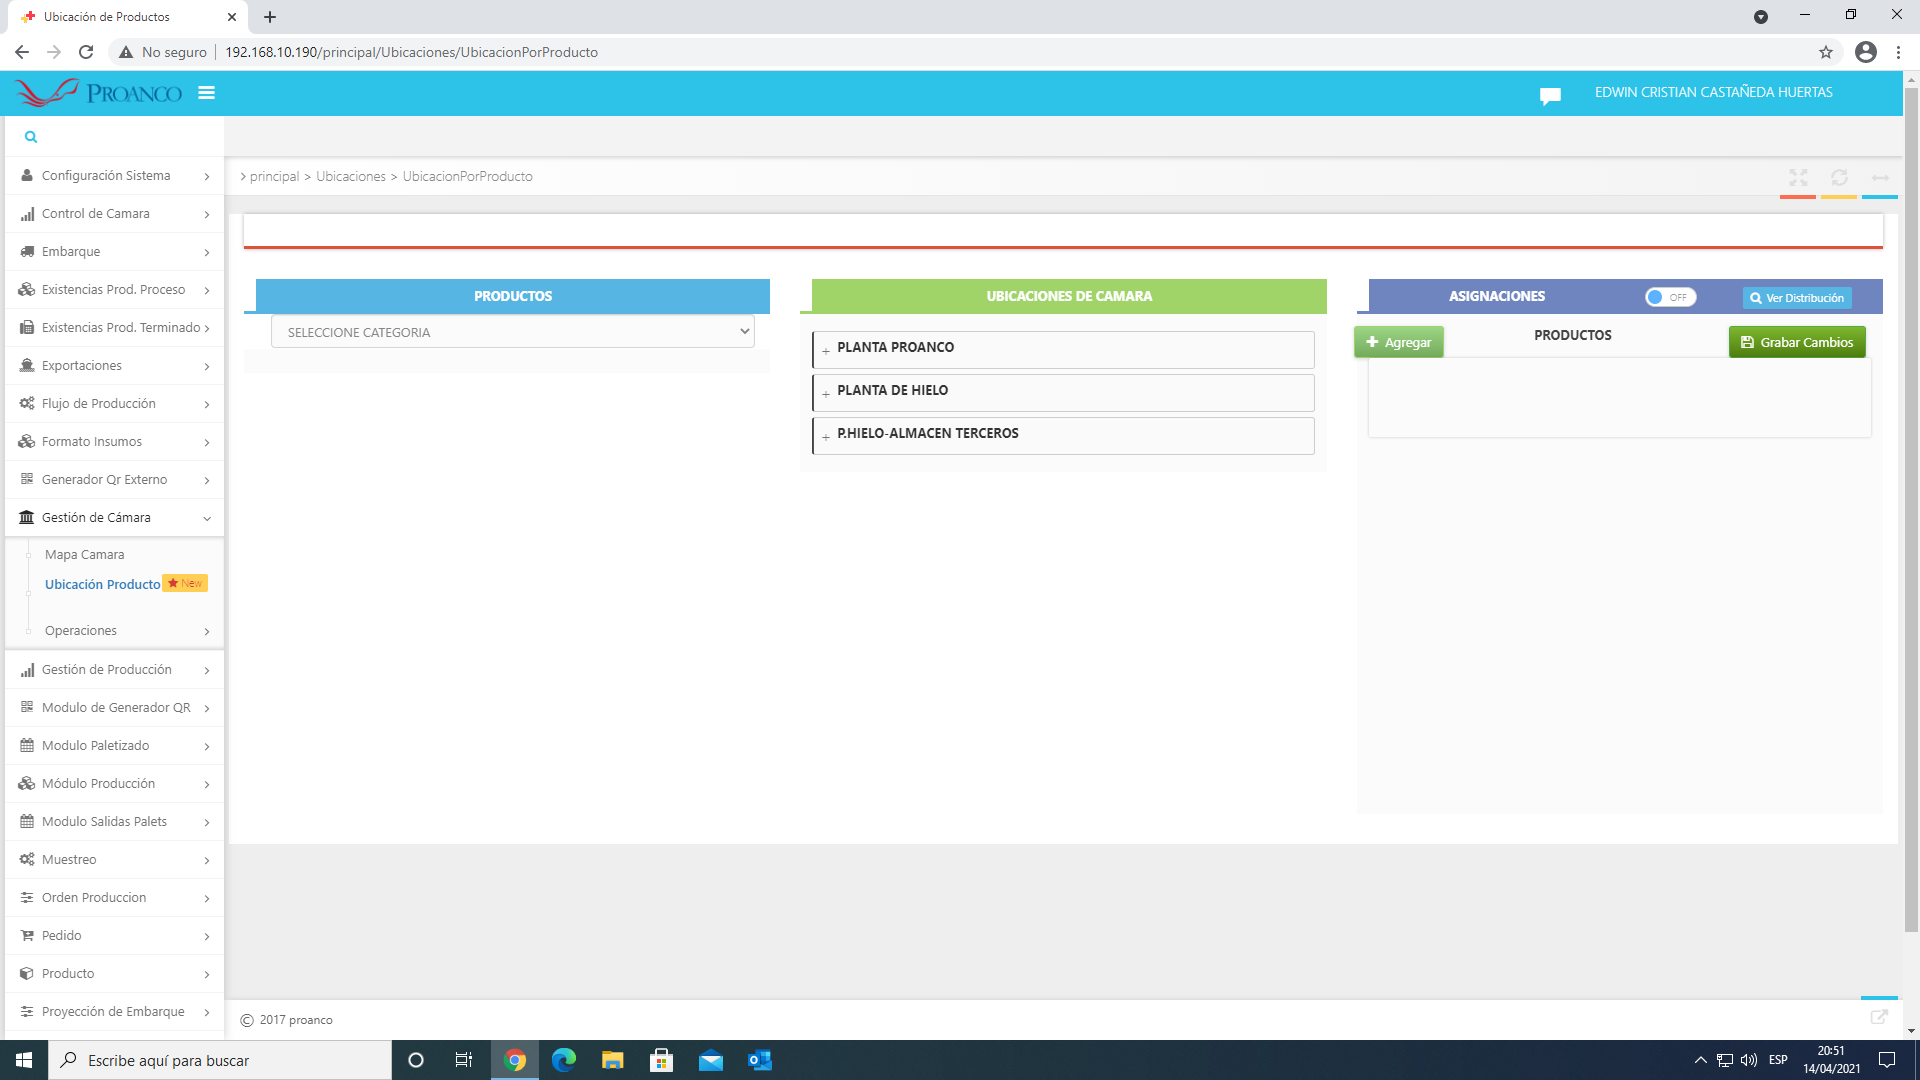 Ubicación de Productos
No seguro
192.168.10.190/principal/Ubicaciones/UbicacionPorProducto
PROANCO
EDWIN CRISTIAN CASTAÑEDA HUERTAS
> principal > Ubicaciones > UbicacionPorProducto
Configuración Sistema
Control de Camara
Embarque
Existencias Prod. Proceso
Existencias Prod. Terminado
Exportaciones
Flujo de Producción
Formato Insumos
Generador Qr Externo
Gestión de Cámara
Mapa Camara
Ubicación Producto New
Operaciones
Gestión de Producción
Modulo de Generador QR
Modulo Paletizado
Módulo Producción
Modulo Salidas Palets
Muestreo
Orden Produccion
Pedido
Producto
Proyección de Embarque
PRODUCTOS
SELECCIONE CATEGORIA
UBICACIONES DE CAMARA
PLANTA PROANCO
PLANTA DE HIELO
P.HIELO-ALMACEN TERCEROS
ASIGNACIONES
OFF
Ver Distribución
Agregar
PRODUCTOS
Grabar Cambios
© 2017 proanco
Escribe aquí para buscar
ESP
20:51
14/04/2021